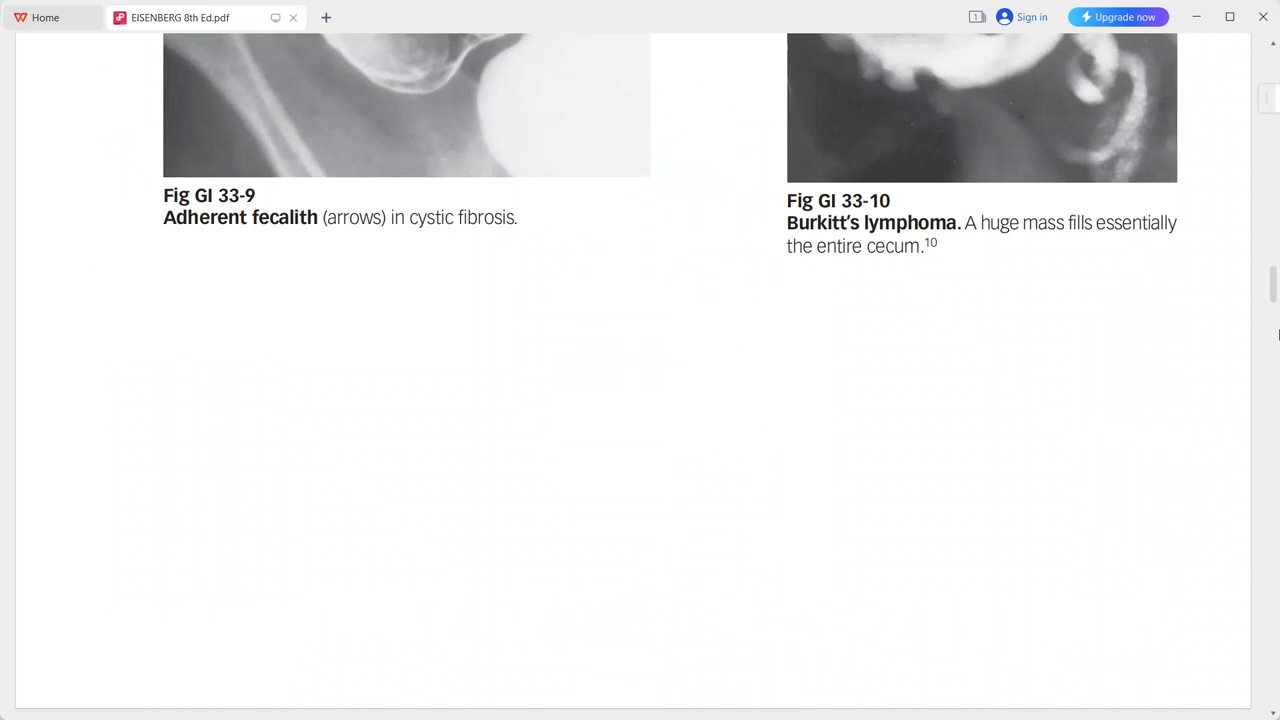 Home
EISENBERG 8th Ed.pdf
1
Sign in
Upgrade now
Fig GI 33-9
Adherent fecalith (arrows) in cystic fibrosis.
Fig GI 33-10
Burkitt's lymphoma. A huge mass fills essentially
the entire cecum.10